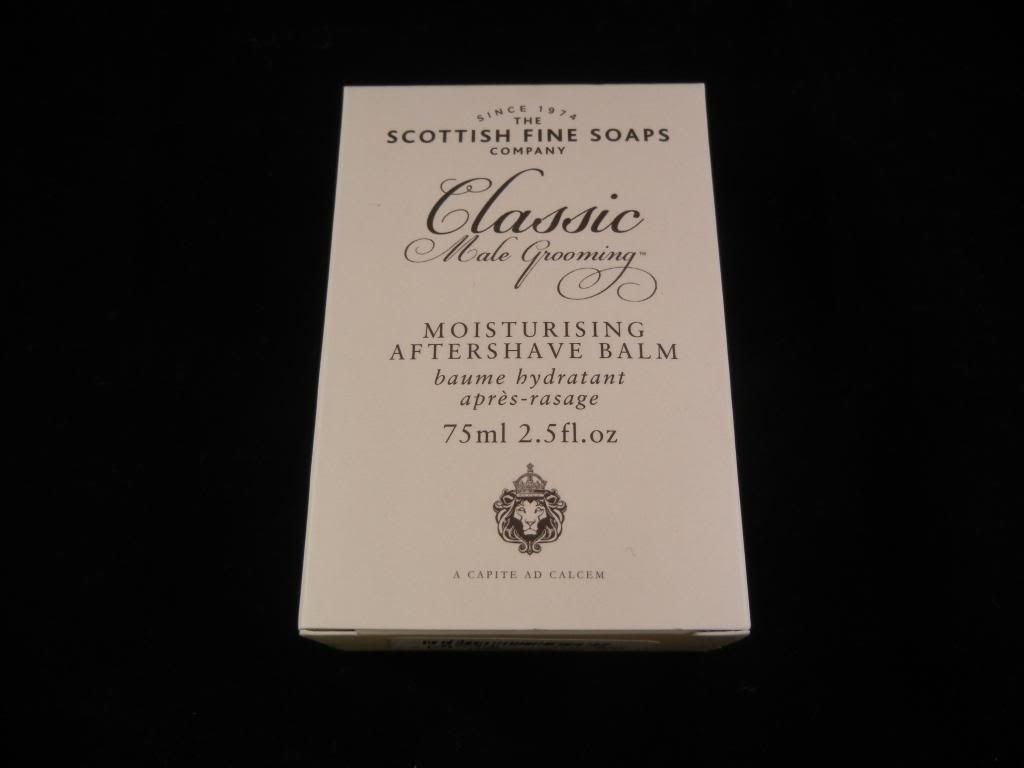 SINCE 1974
THE
SCOTTISH FINE SOAPS
COMPANY
Classic
Male Grooming™
MOISTURISING
AFTERSHAVE BALM
baume hydratant
après-rasage
75ml 2.5fl.oz
A CAPITE AD CALCEM